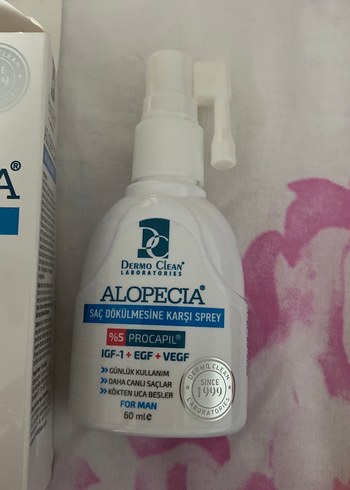 A®
DERMO CLEAN®
LABORATORIES
ALOPECIA®
SAÇ DÖKÜLMESİNE KARŞI SPREY
%5 PROCAPIL®
IGF-1 + EGF + VEGF
GÜNLÜK KULLANIM
DAHA CANLI SAÇLAR
KÖKTEN UCA BESLER
FOR MAN
60 ml℮
DERMO CLEAN
SINCE
1999
LABORATORIES